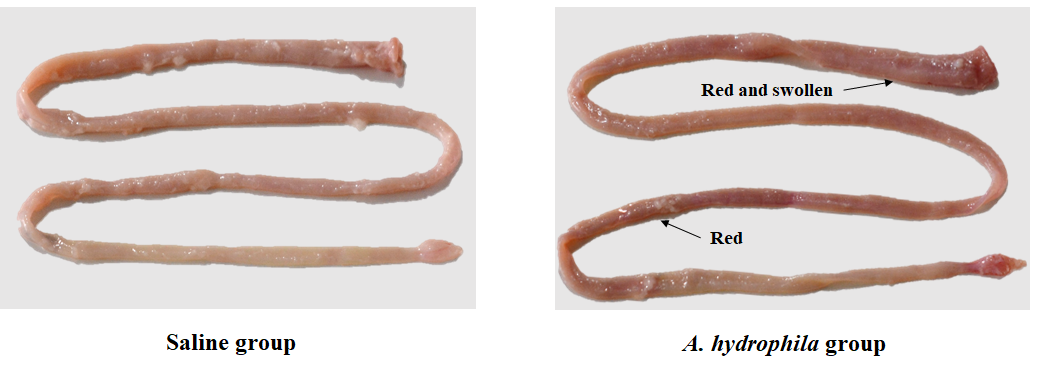 Red and swollen
Red
Saline group
A. hydrophila group